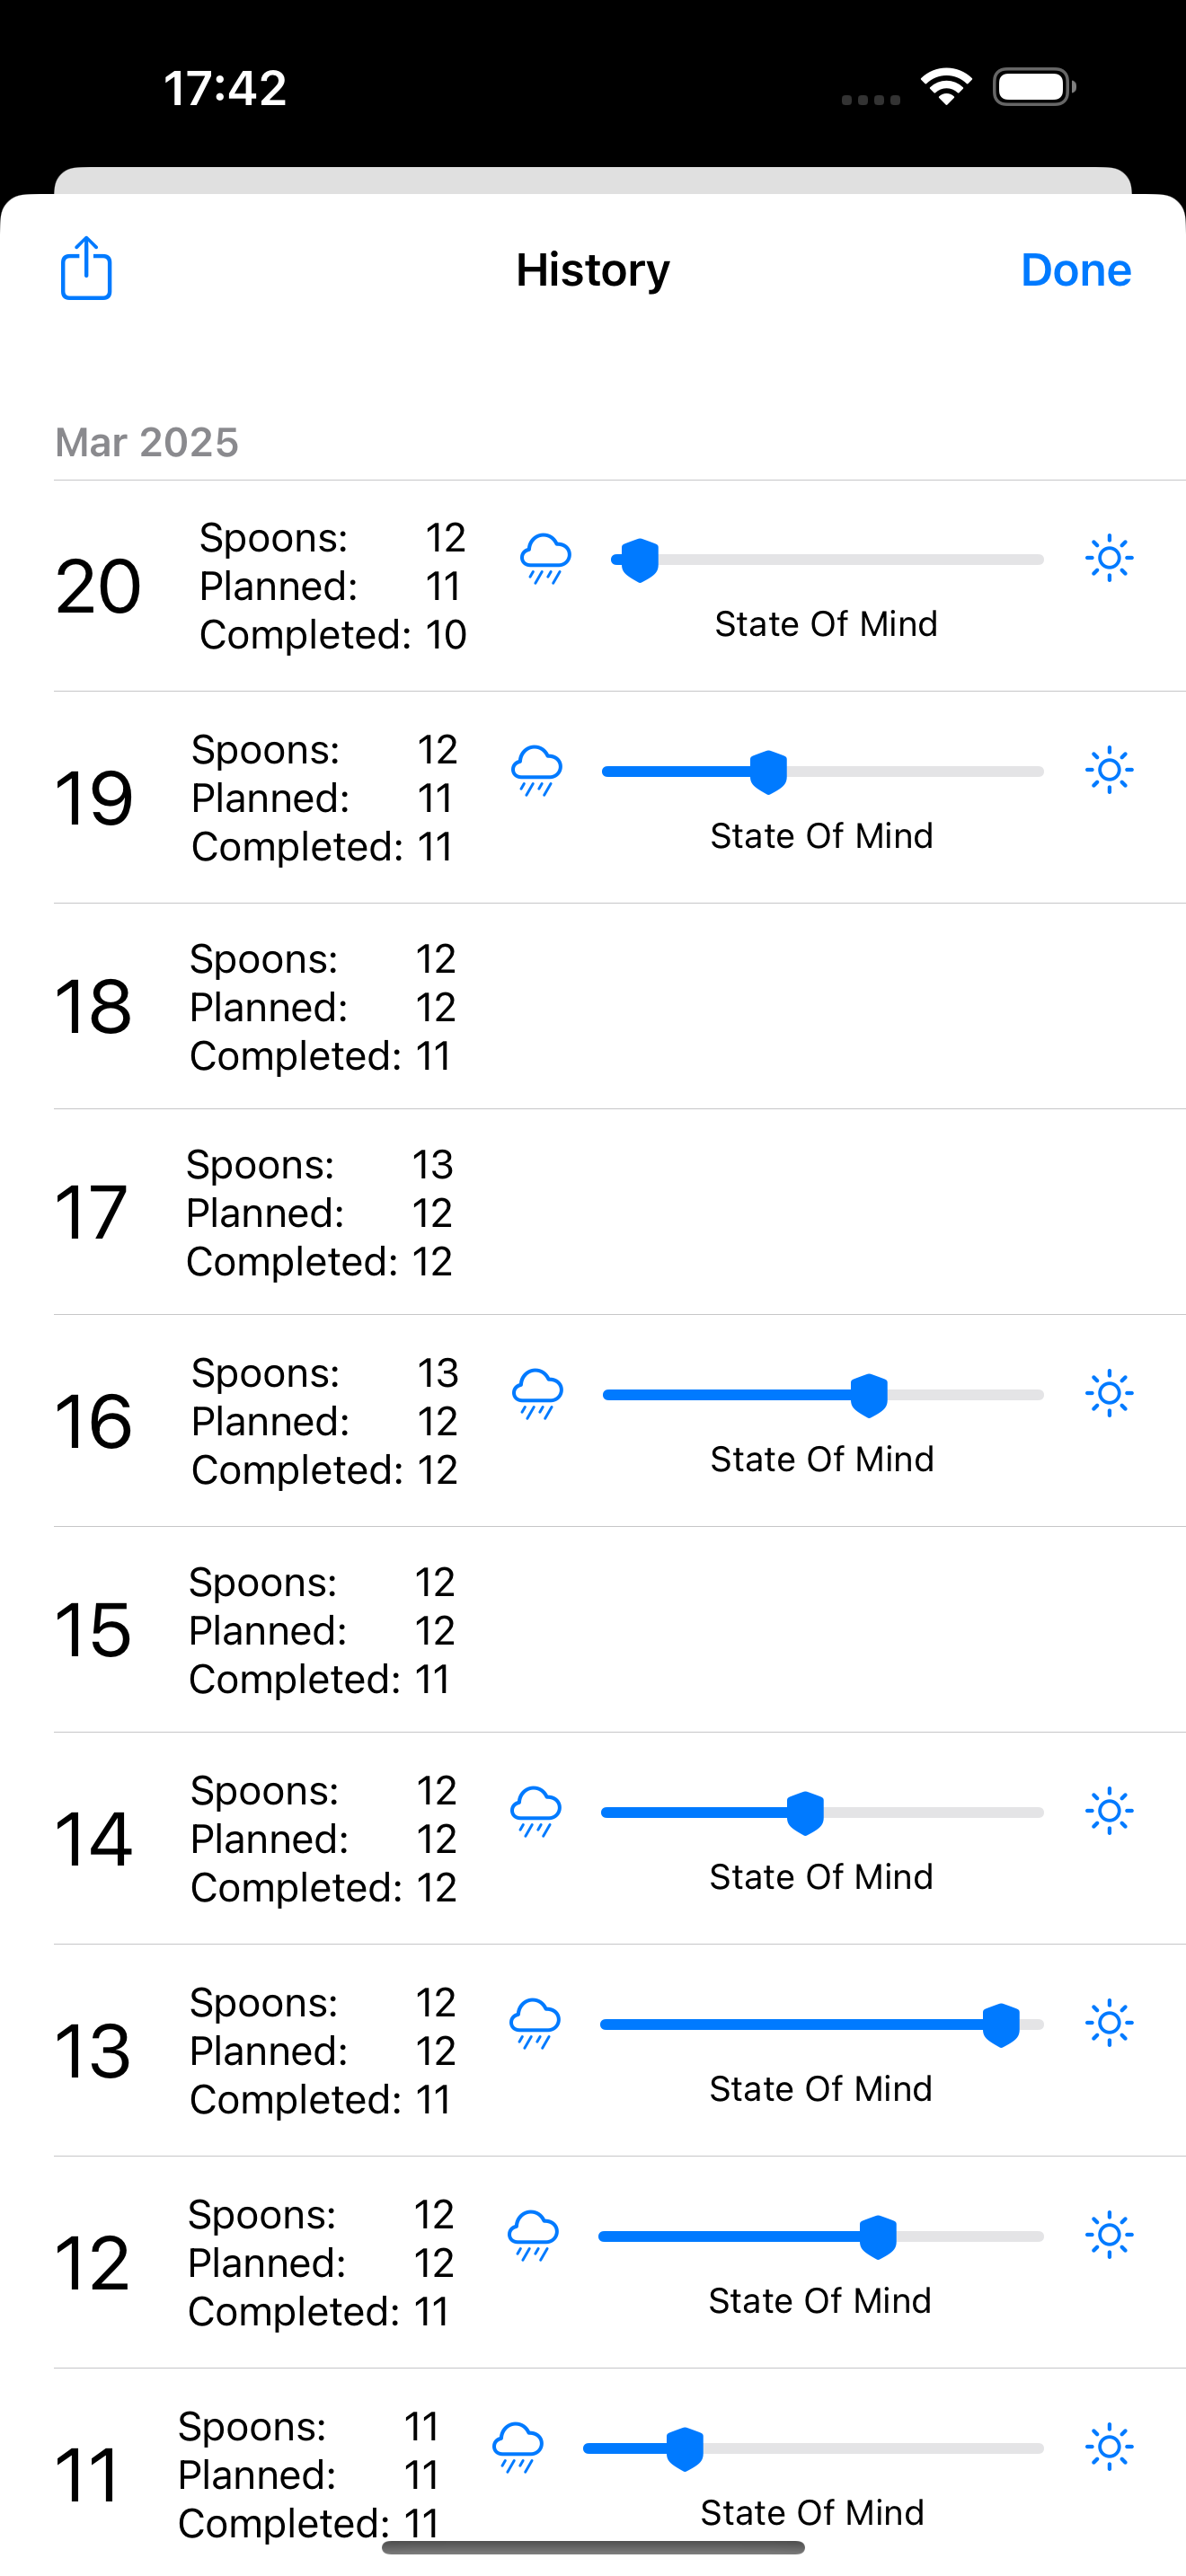 17:42
History
Done
Mar 2025
20
Spoons: 12
Planned: 11
Completed: 10
State Of Mind
19
Spoons: 12
Planned: 11
Completed: 11
State Of Mind
18
Spoons: 12
Planned: 12
Completed: 11
17
Spoons: 13
Planned: 12
Completed: 12
16
Spoons: 13
Planned: 12
Completed: 12
State Of Mind
15
Spoons: 12
Planned: 12
Completed: 11
14
Spoons: 12
Planned: 12
Completed: 12
State Of Mind
13
Spoons: 12
Planned: 12
Completed: 11
State Of Mind
12
Spoons: 12
Planned: 12
Completed: 11
State Of Mind
11
Spoons: 11
Planned: 11
Completed: 11
State Of Mind